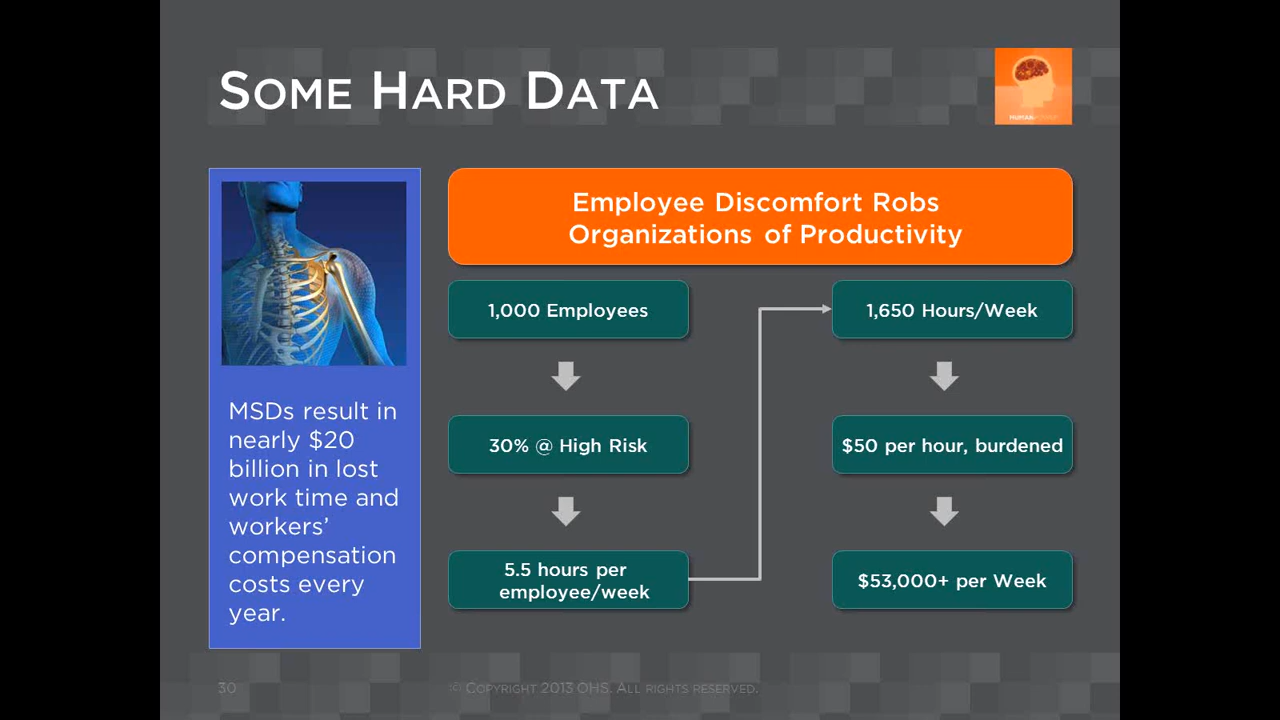 SOME HARD DATA
HUMAN
MSDs result in
nearly $20
billion in lost
work time and
workers’
compensation
costs every
year.
Employee Discomfort Robs
Organizations of Productivity
1,000 Employees
30% @ High Risk
5.5 hours per
employee/week
1,650 Hours/Week
$50 per hour, burdened
$53,000+ per Week
30
© COPYRIGHT 2013 OHS. ALL RIGHTS RESERVED.